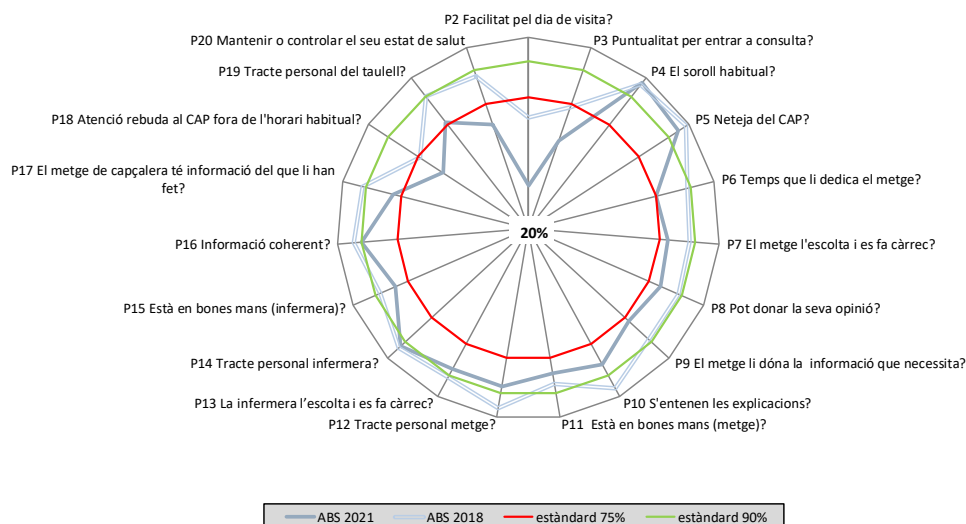 P2 Facilitat pel dia de visita?
P3 Puntualitat per entrar a consulta?
P4 El soroll habitual?
P5 Neteja del CAP?
P6 Temps que li dedica el metge?
P7 El metge l'escolta i es fa càrrec?
P8 Pot donar la seva opinió?
P9 El metge li dóna la informació que necessita?
P10 S'entenen les explicacions?
P11 Està en bones mans (metge)?
P12 Tracte personal metge?
P13 La infermera l’escolta i es fa càrrec?
P14 Tracte personal infermera?
P15 Està en bones mans (infermera)?
P16 Informació coherent?
P17 El metge de capçalera té informació del que li han
fet?
P18 Atenció rebuda al CAP fora de l'horari habitual?
P19 Tracte personal del taulell?
P20 Mantenir o controlar el seu estat de salut
20%
ABS 2021
ABS 2018
estàndard 75%
estàndard 90%